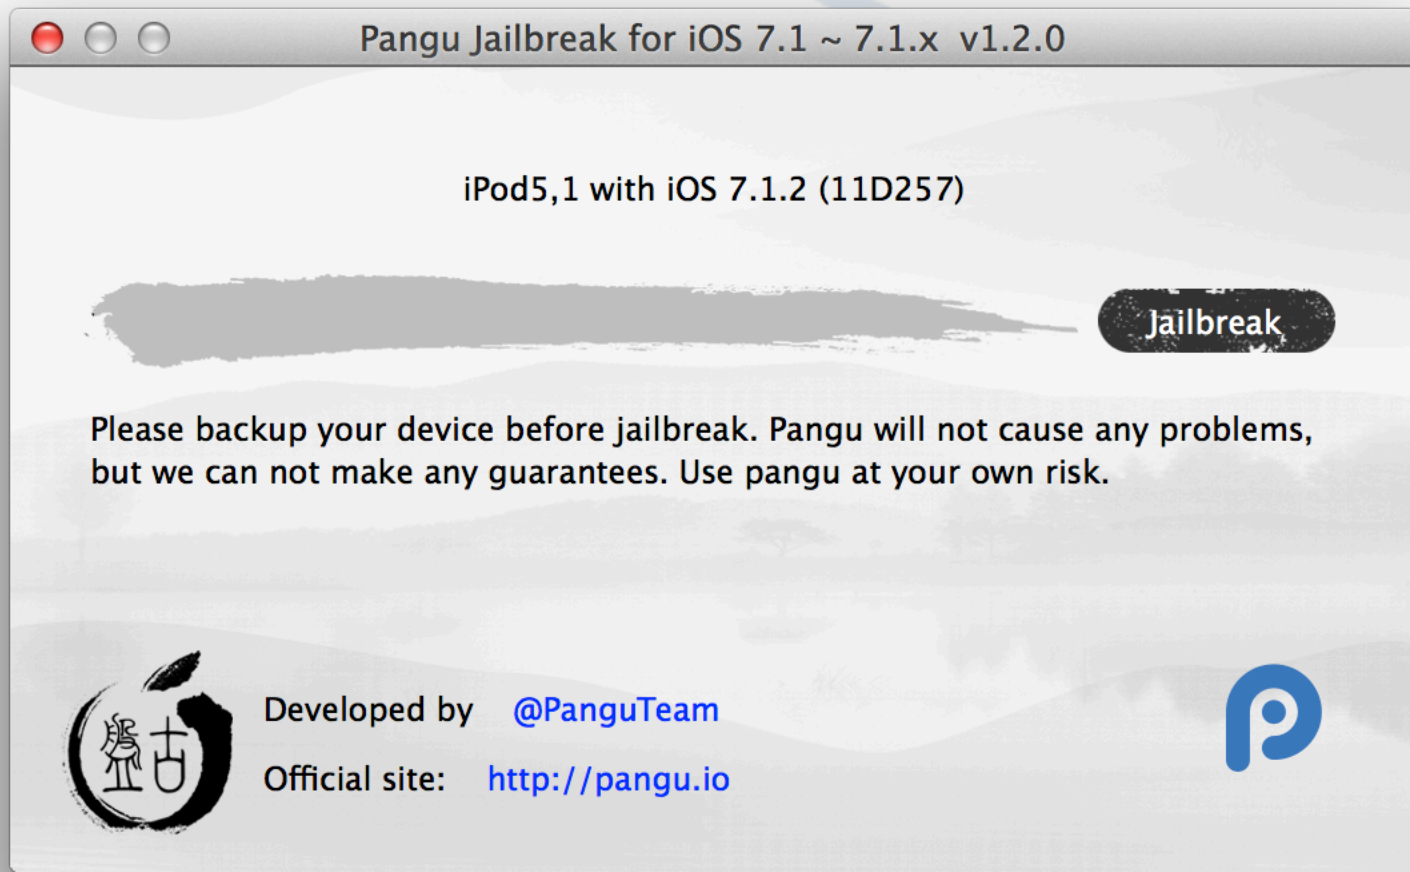 Pangu Jailbreak for iOS 7.1 ~ 7.1.x  v1.2.0
iPod5,1 with iOS 7.1.2 (11D257)
Jailbreak
Please backup your device before jailbreak. Pangu will not cause any problems,
but we can not make any guarantees. Use pangu at your own risk.
盤古
Developed by @PanguTeam
Official site: http://pangu.io